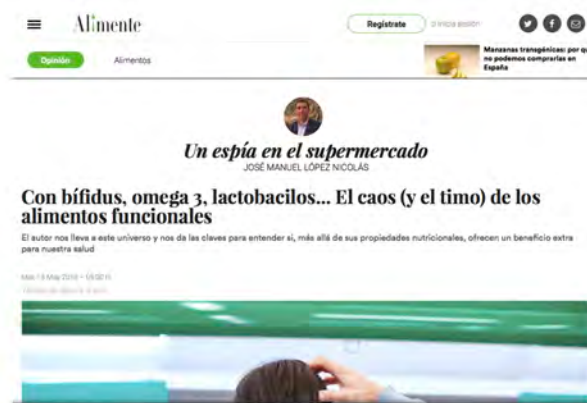 Alimente
Regístrate
o inicia sesión
Opinión
Alimentos
Manzanas transgénicas: por qu
no podemos comprarlas en
España
Un espía en el supermercado
JOSÉ MANUEL LÓPEZ NICOLÁS
Con bífidus, omega 3, lactobacilos... El caos (y el timo) de los
alimentos funcionales
El autor nos lleva a este universo y nos da las claves para entender si, más allá de sus propiedades nutricionales, ofrecen un beneficio extra
para nuestra salud